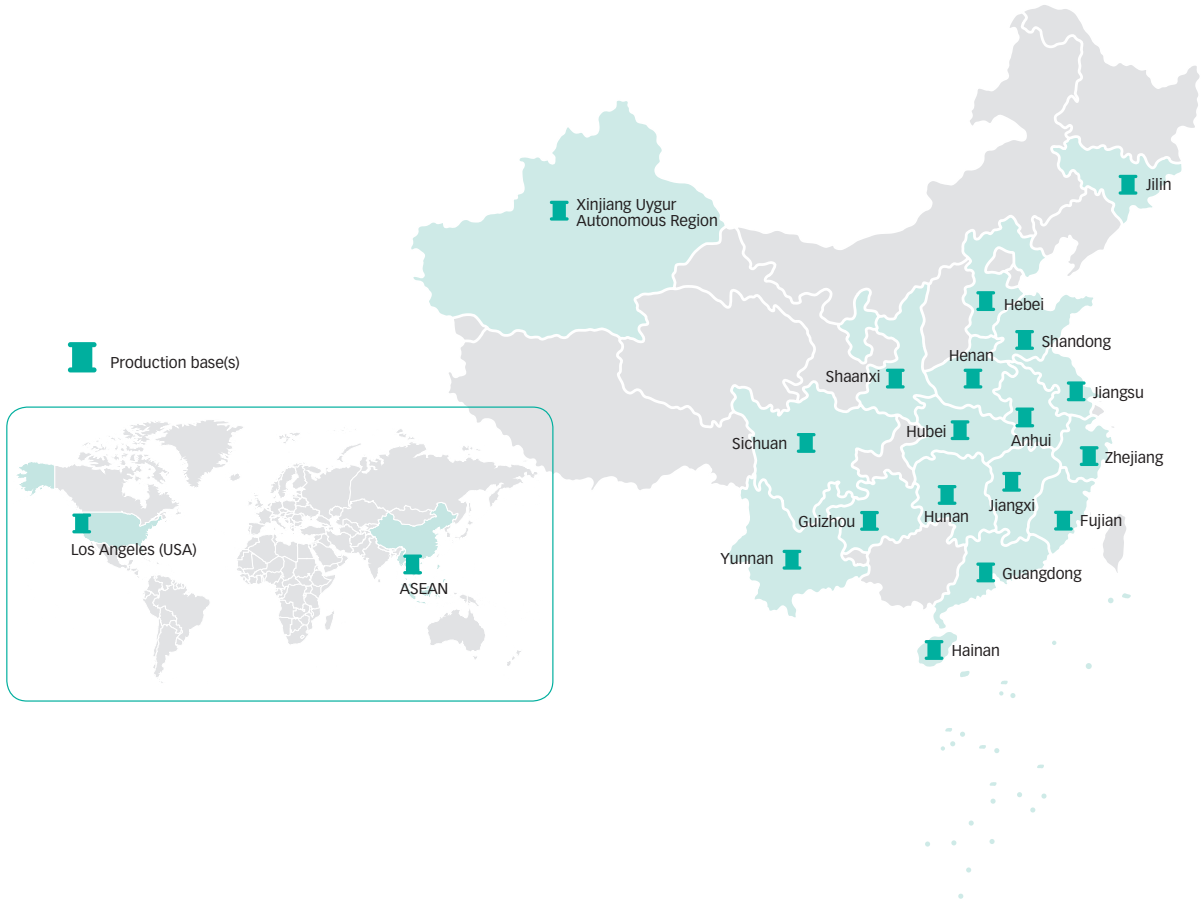 Jilin
Xinjiang Uygur
Autonomous Region
Hebei
Shandong
Henan
Production base(s)
Shaanxi
Jiangsu
Hubei
Anhui
Sichuan
Zhejiang
Jiangxi
Hunan
Guizhou
Fujian
Los Angeles (USA)
Yunnan
Guangdong
ASEAN
Hainan